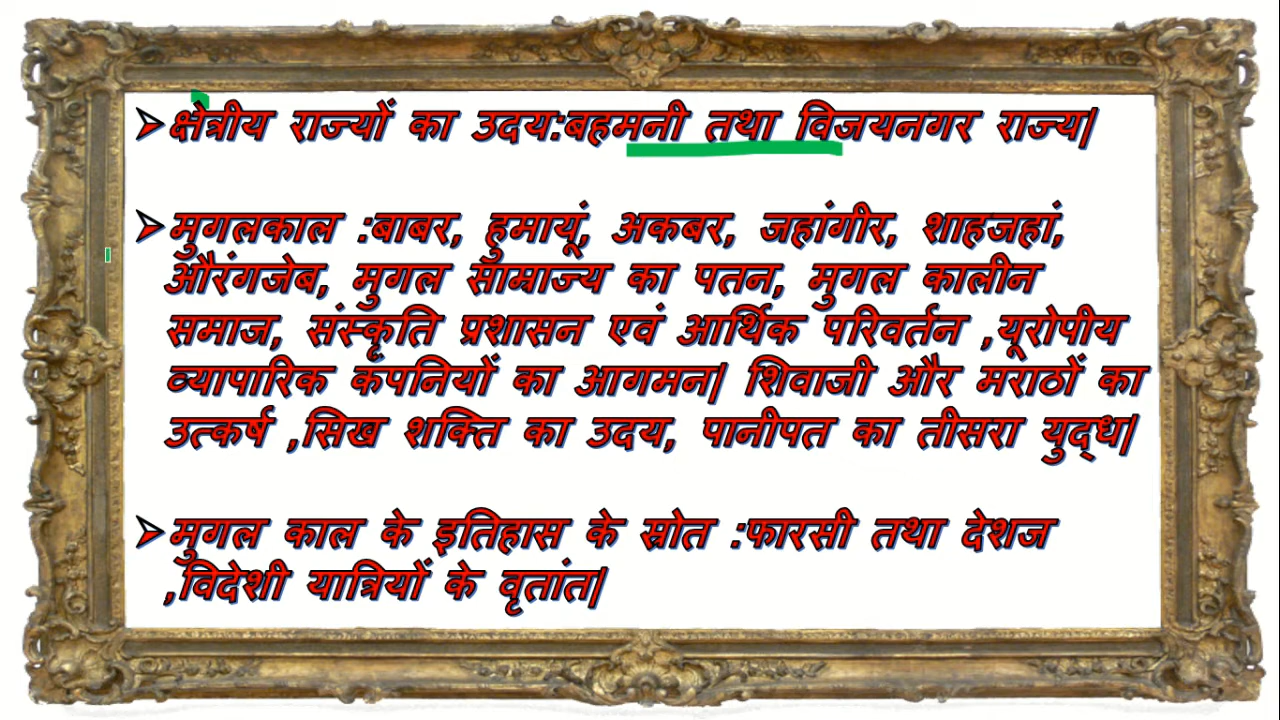 ➢क्षेत्रीय राज्यों का उदय:बहमनी तथा विजयनगर राज्य|
➢मुगलकाल :बाबर, हुमायूं, अकबर, जहांगीर, शाहजहां,
औरंगजेब, मुगल साम्राज्य का पतन, मुगल कालीन
समाज, संस्कृति प्रशासन एवं आर्थिक परिवर्तन ,यूरोपीय
व्यापारिक कंपनियों का आगमन| शिवाजी और मराठों का
उत्कर्ष ,सिख शक्ति का उदय, पानीपत का तीसरा युद्ध|
➢मुगल काल के इतिहास के स्रोत :फारसी तथा देशज
,विदेशी यात्रियों के वृतांत|